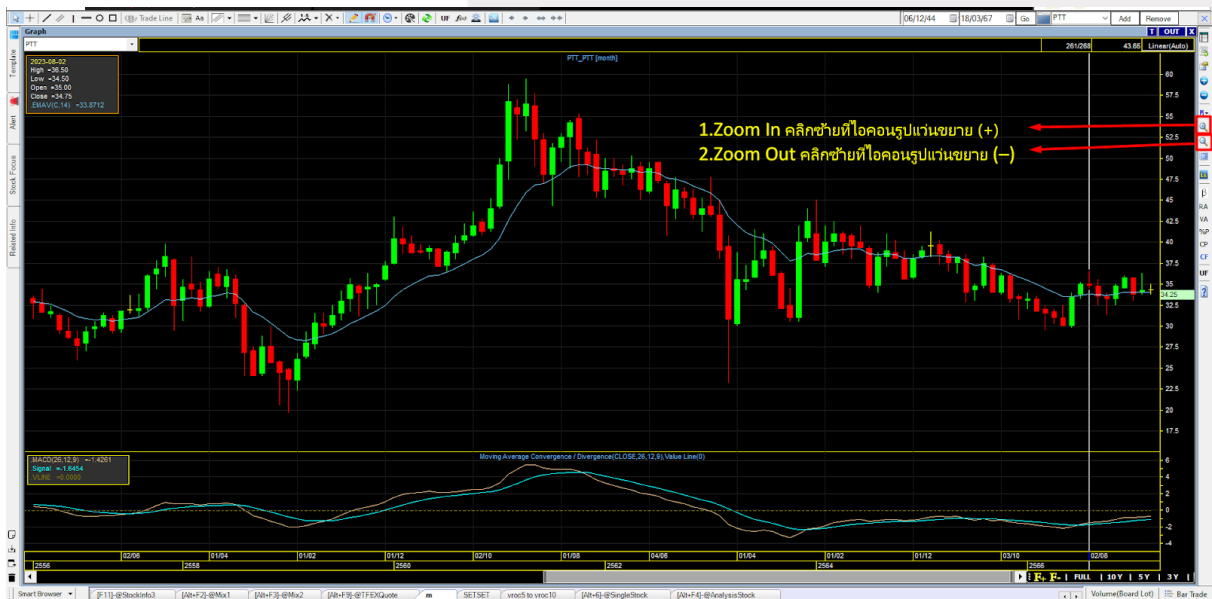 Trade Line
Aa
UF
f(x)
06/12/44
18/03/67
Go
PTT
Add
Remove
Graph
T OUT X
PTT
261/268
43.65
Linear(Auto)
PTT_PTT [month]
2023-08-02
High =36.50
Low =34.50
Open =35.00
Close =34.75
.EMAV(C,14) =33.8712
1.Zoom In คลิกซ้ายที่ไอคอนรูปแว่นขยาย (+)
2.Zoom Out คลิกซ้ายที่ไอคอนรูปแว่นขยาย (–)
60
57.5
55
52.5
50
47.5
45
42.5
40
37.5
35
34.25
32.5
30
27.5
25
22.5
20
17.5
Template
Alert
Stock Focus
Related Info
β
RA
VA
%P
CP
CF
UF
Moving Average Convergence / Divergence(CLOSE,26,12,9),Value Line(0)
.MACD(26,12,9) =-1.4261
.Signal =-1.6454
.VLINE =0.0000
6
4
2
0
-2
-4
02/06 01/04 01/02 01/12 02/10 01/08 04/06 01/04 01/02 01/12 03/10 02/08
2556 2558 2560 2562 2564 2566
F+ F- | FULL | 10 Y | 5 Y | 3 Y |
Smart Browser
[F11]-@StockInfo3
[Alt+F2]-@Mix1
[Alt+F3]-@Mix2
[Alt+F9]-@TFEXQuote
m
SETSET
vroc5 to vroc10
[Alt+6]-@SingleStock
[Alt+F4]-@AnalysisStock
Volume(Board Lot)
Bar Trade